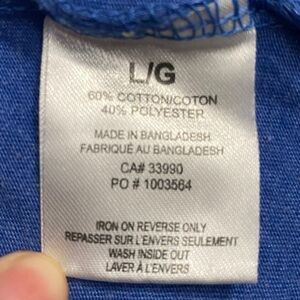 L/G
60% COTTON/COTON
40% POLYESTER
MADE IN BANGLADESH
FABRIQUÉ AU BANGLADESH
CA# 33990
PO # 1003564
IRON ON REVERSE ONLY
REPASSER SUR L'ENVERS SEULEMENT
WASH INSIDE OUT
LAVER À L'ENVERS